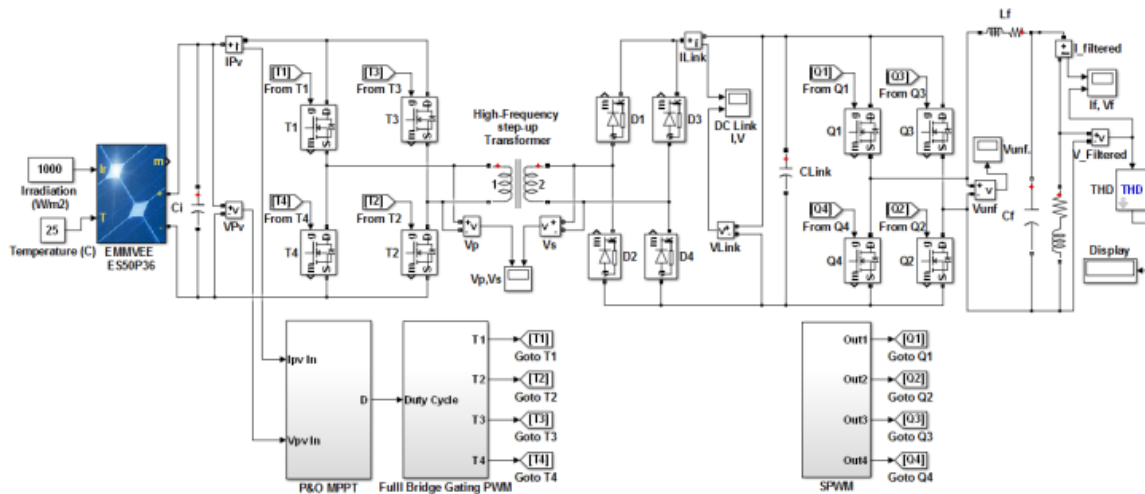 IPv
[T1]
From T1
[T3]
From T3
T1
T3
High-Frequency
step-up
Transformer
1
2
[T4]
From T4
[T2]
From T2
T4
T2
1000
Irradiation
(W/m2)
25
Temperature (C)
Ir
T
m
+
-
EMMVEE
ES50P36
Ci
VPv
Vp
Vs
Vp,Vs
D1
D3
D2
D4
ILink
DC Link
I,V
CLink
VLink
[Q1]
From Q1
[Q3]
From Q3
Q1
Q3
[Q4]
From Q4
[Q2]
From Q2
Q4
Q2
Vunf.
Vunf
Lf
Cf
I_filtered
If, Vf
V_Filtered
THD
THD
Display
Ipv In
Vpv In
D
P&O MPPT
Duty Cycle
T1
T2
T3
T4
Fulll Bridge Gating PWM
[T1]
Goto T1
[T2]
Goto T2
[T3]
Goto T3
[T4]
Goto T4
Out1
Out2
Out3
Out4
SPWM
[Q1]
Goto Q1
[Q2]
Goto Q2
[Q3]
Goto Q3
[Q4]
Goto Q4